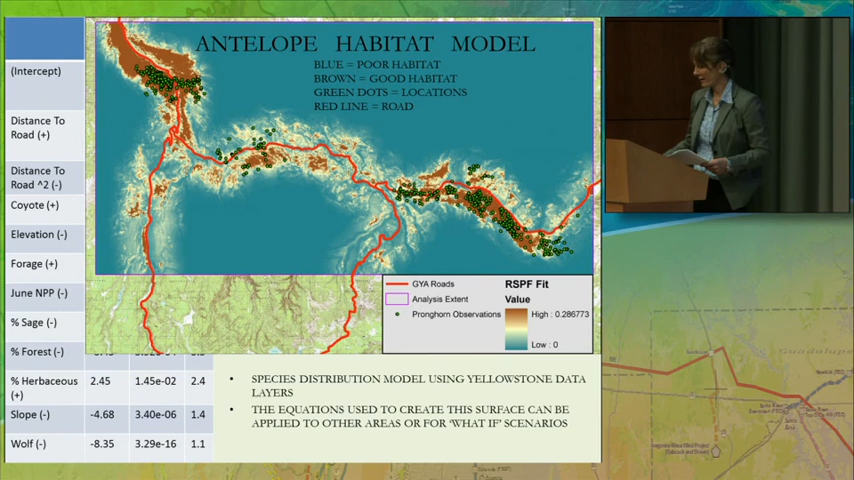 ANTELOPE HABITAT MODEL
BLUE = POOR HABITAT
BROWN = GOOD HABITAT
GREEN DOTS = LOCATIONS
RED LINE = ROAD
(Intercept)
Distance To
Road (+)
Distance To
Road ^2 (-)
Coyote (+)
Elevation (-)
Forage (+)
June NPP (-)
% Sage (-)
% Forest (-)
% Herbaceous
(+)
2.45 1.45e-02 2.4
Slope (-) -4.68 3.40e-06 1.4
Wolf (-) -8.35 3.29e-16 1.1
GYA Roads
Analysis Extent
Pronghorn Observations
RSPF Fit
Value
High : 0.286773
Low : 0
• SPECIES DISTRIBUTION MODEL USING YELLOWSTONE DATA
LAYERS
• THE EQUATIONS USED TO CREATE THIS SURFACE CAN BE
APPLIED TO OTHER AREAS OR FOR 'WHAT IF' SCENARIOS